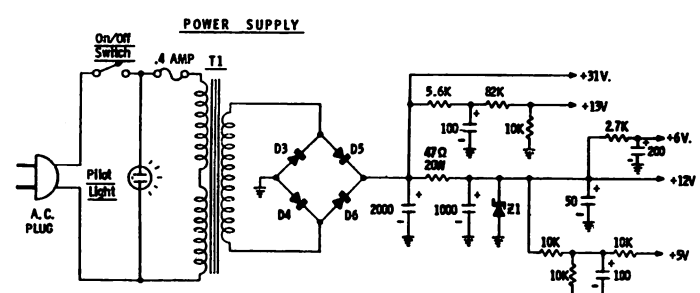 POWER SUPPLY
On/Off
Switch
.4 AMP
T1
+31V.
5.6K
82K
+13V
100
+
-
10K
2.7K
+6V.
+
-
200
D3
D5
47Ω
20W
Pilot
Light
A.C.
PLUG
D4
D6
2000
+
-
1000
+
-
Z1
50
+
-
+12V
10K
10K
+5V
10K
+
-
100